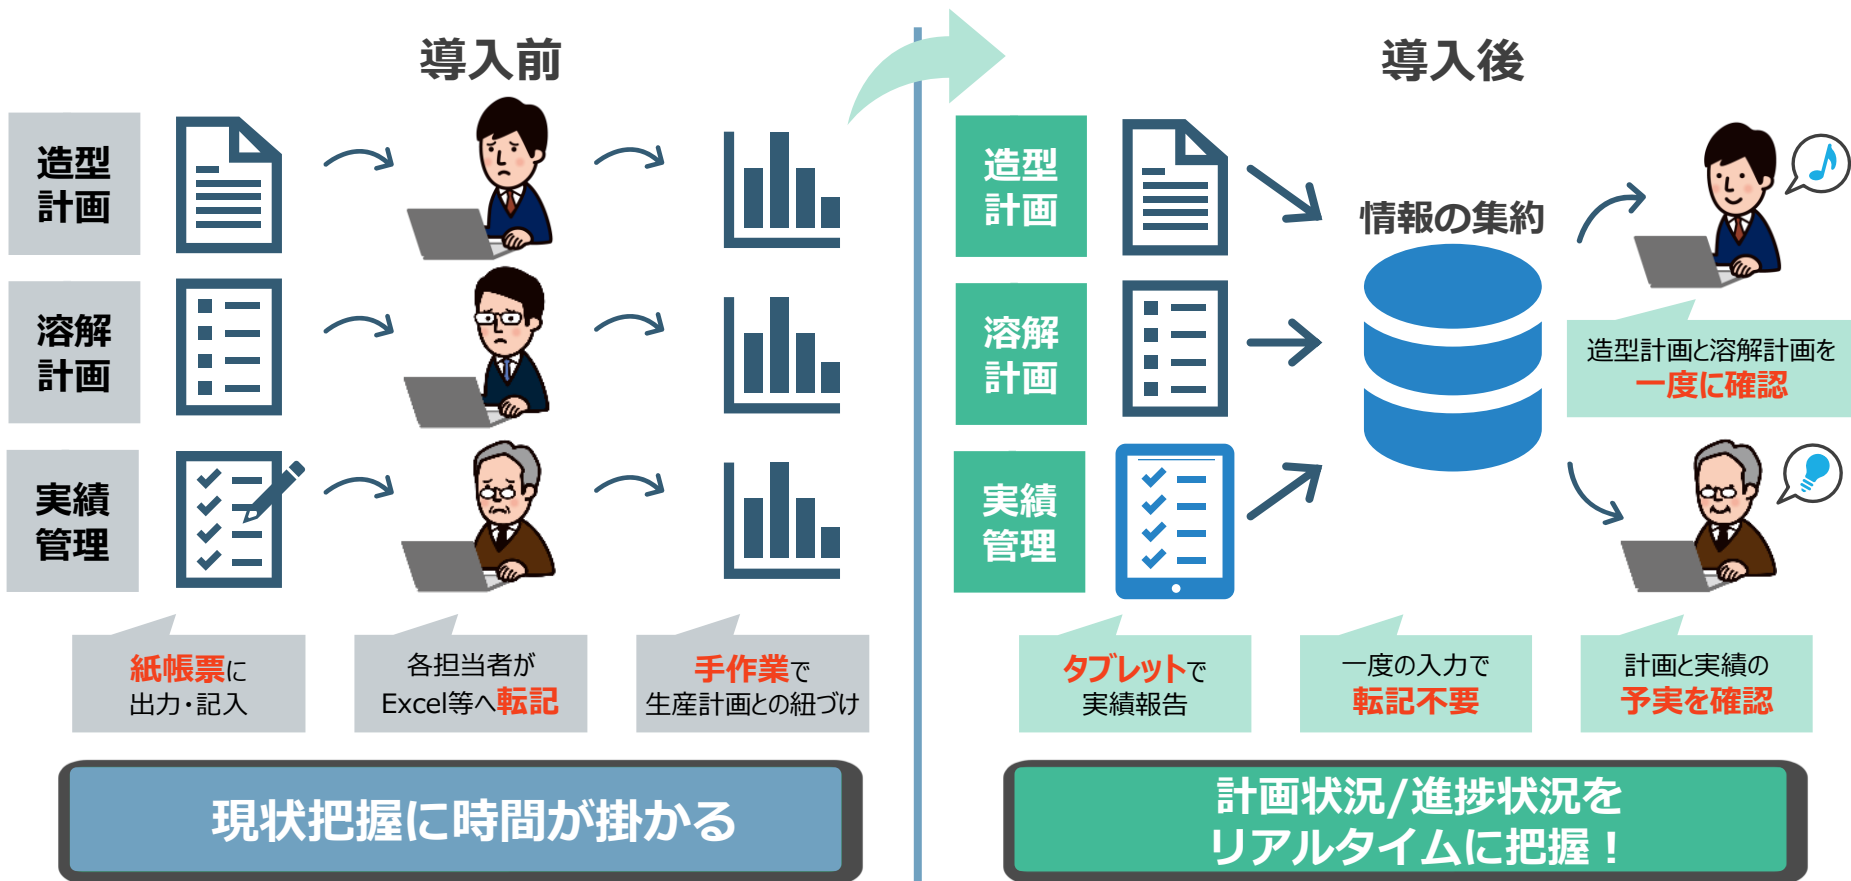 導入前
造型
計画
溶解
計画
実績
管理
紙帳票に
出力・記入
各担当者が
Excel等へ転記
手作業で
生産計画との紐づけ
現状把握に時間が掛かる
導入後
造型
計画
溶解
計画
実績
管理
情報の集約
造型計画と溶解計画を
一度に確認
タブレットで
実績報告
一度の入力で
転記不要
計画と実績の
予実を確認
計画状況/進捗状況を
リアルタイムに把握！